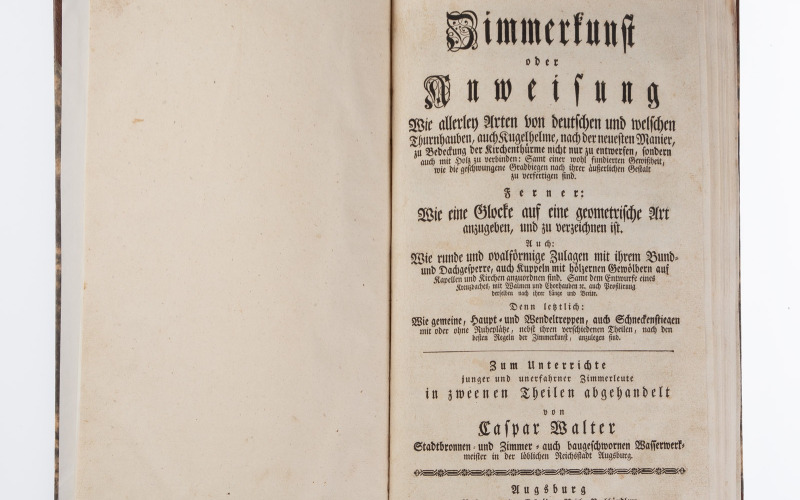 Zimmerkunst
oder
Anweisung
Wie allerley Arten von deutschen und welschen
Thurnhauben, auch Kugelhelme, nach der neuesten Manier,
zu Bedeckung der Kirchenthürme nicht nur zu entwerfen, sondern
auch mit Holz zu verbinden: Samt einer wohl fundierten Gewißheit,
wie die geschwungene Gradbiegen nach ihrer äußerlichen Gestalt
zu verfertigen sind.
Ferner:
Wie eine Glocke auf eine geometrische Art
anzugeben, und zu verzeichnen ist.
Auch:
Wie runde und ovalförmige Zulagen mit ihrem Bund-
und Dachgesperre, auch Kuppeln mit hölzernen Gewölbern auf
Kapellen und Kirchen anzuordnen sind. Samt dem Entwurfe eines
Kreuzdaches, mit Walmen und Chorhauben ꝛc. auch Profilirung
derselben nach ihrer Länge und Breite.
Denn letztlich:
Wie gemeine, Haupt- und Wendeltreppen, auch Schneckenstiegen
mit oder ohne Ruheplätze, nebst ihren verschiedenen Theilen, nach den
besten Regeln der Zimmerkunst, anzulegen sind.
Zum Unterrichte
junger und unerfahrner Zimmerleute
in zweenen Theilen abgehandelt
von
Caspar Walter
Stadtbronnen- und Zimmer- auch baugeschwornen Wasserwerk-
meister in der löblichen Reichsstadt Augsburg.
Augsburg